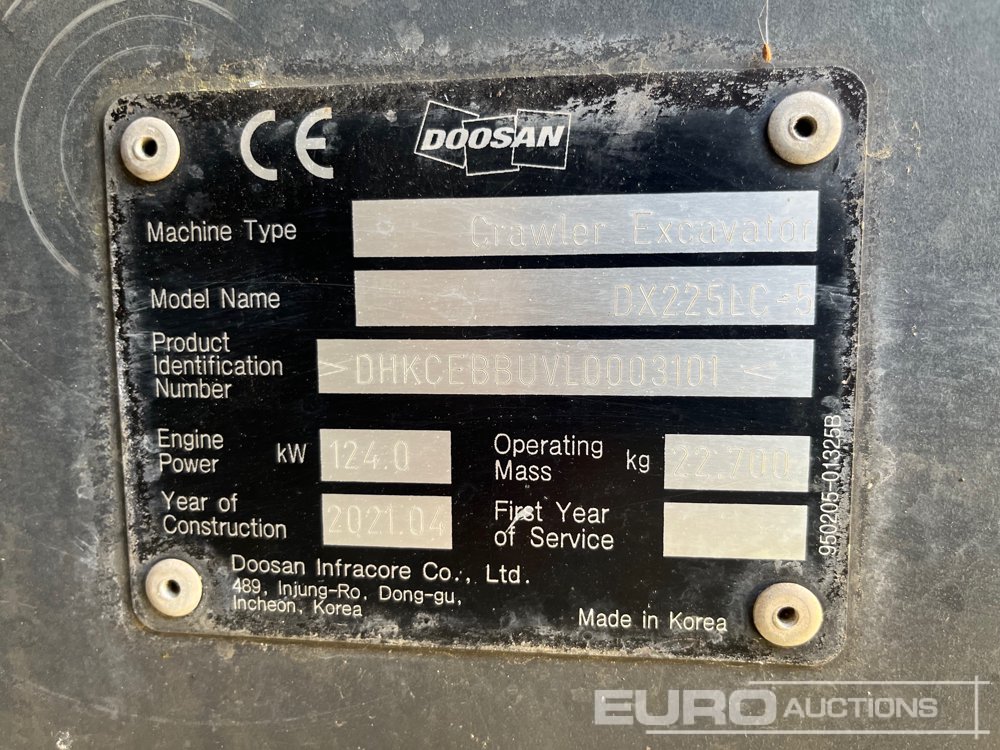 CE
DOOSAN
Machine Type Crawler Excavator
Model Name DX225LC-5
Product
Identification
Number >DHKCEBBUVL0003101 <
Engine
Power kW 124.0
Operating
Mass kg 22.700
Year of
Construction 2021.04
First Year
of Service
950205-01325B
Doosan Infracore Co., Ltd.
489, Injung-Ro, Dong-gu,
Incheon, Korea
Made in Korea
EURO AUCTIONS